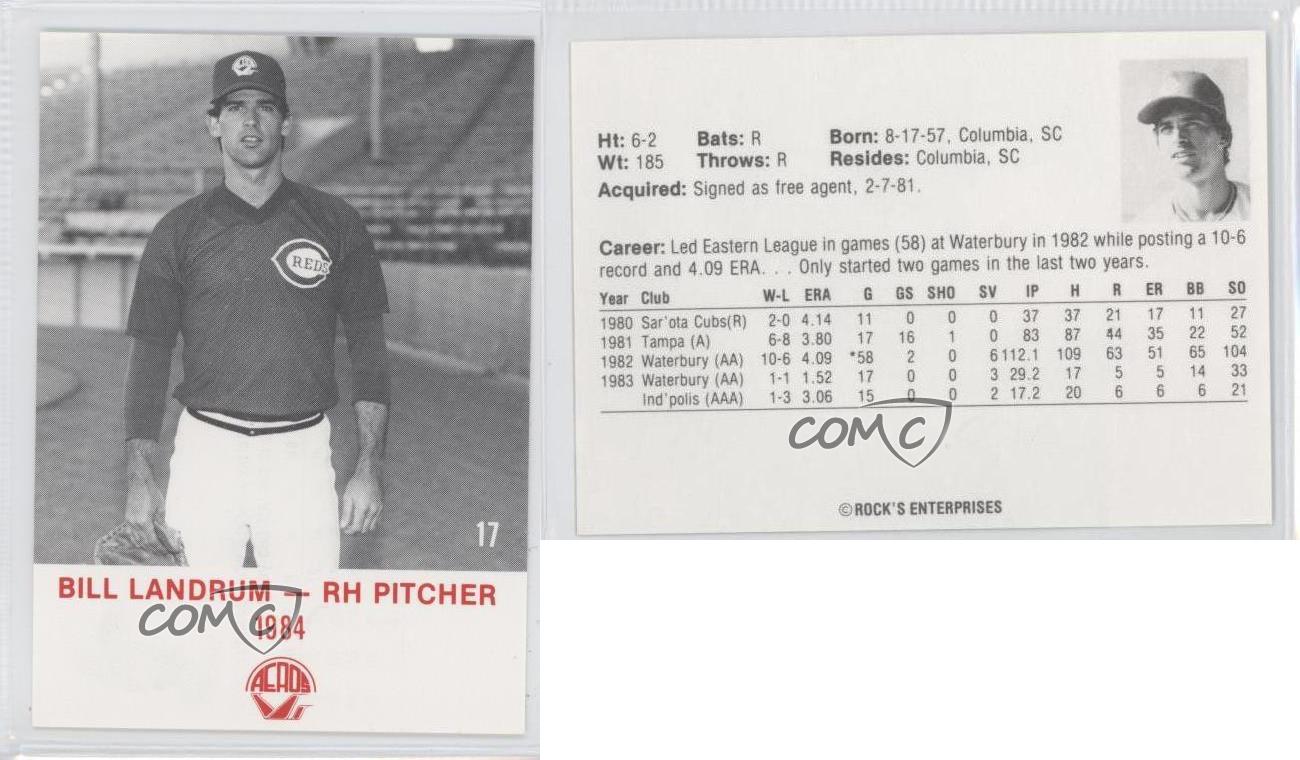 REDS
17
BILL LANDRUM — RH PITCHER
1984
AEROS
COMC
Ht: 6-2 Bats: R Born: 8-17-57, Columbia, SC
Wt: 185 Throws: R Resides: Columbia, SC
Acquired: Signed as free agent, 2-7-81.
Career: Led Eastern League in games (58) at Waterbury in 1982 while posting a 10-6
record and 4.09 ERA. . . Only started two games in the last two years.
Year Club W-L ERA G GS SHO SV IP H R ER BB SO
1980 Sar'ota Cubs(R) 2-0 4.14 11 0 0 0 37 37 21 17 11 27
1981 Tampa (A) 6-8 3.80 17 16 1 0 83 87 44 35 22 52
1982 Waterbury (AA) 10-6 4.09 *58 2 0 6 112.1 109 63 51 65 104
1983 Waterbury (AA) 1-1 1.52 17 0 0 3 29.2 17 5 5 14 33
Ind'polis (AAA) 1-3 3.06 15 0 0 2 17.2 20 6 6 6 21
COMC
©ROCK'S ENTERPRISES